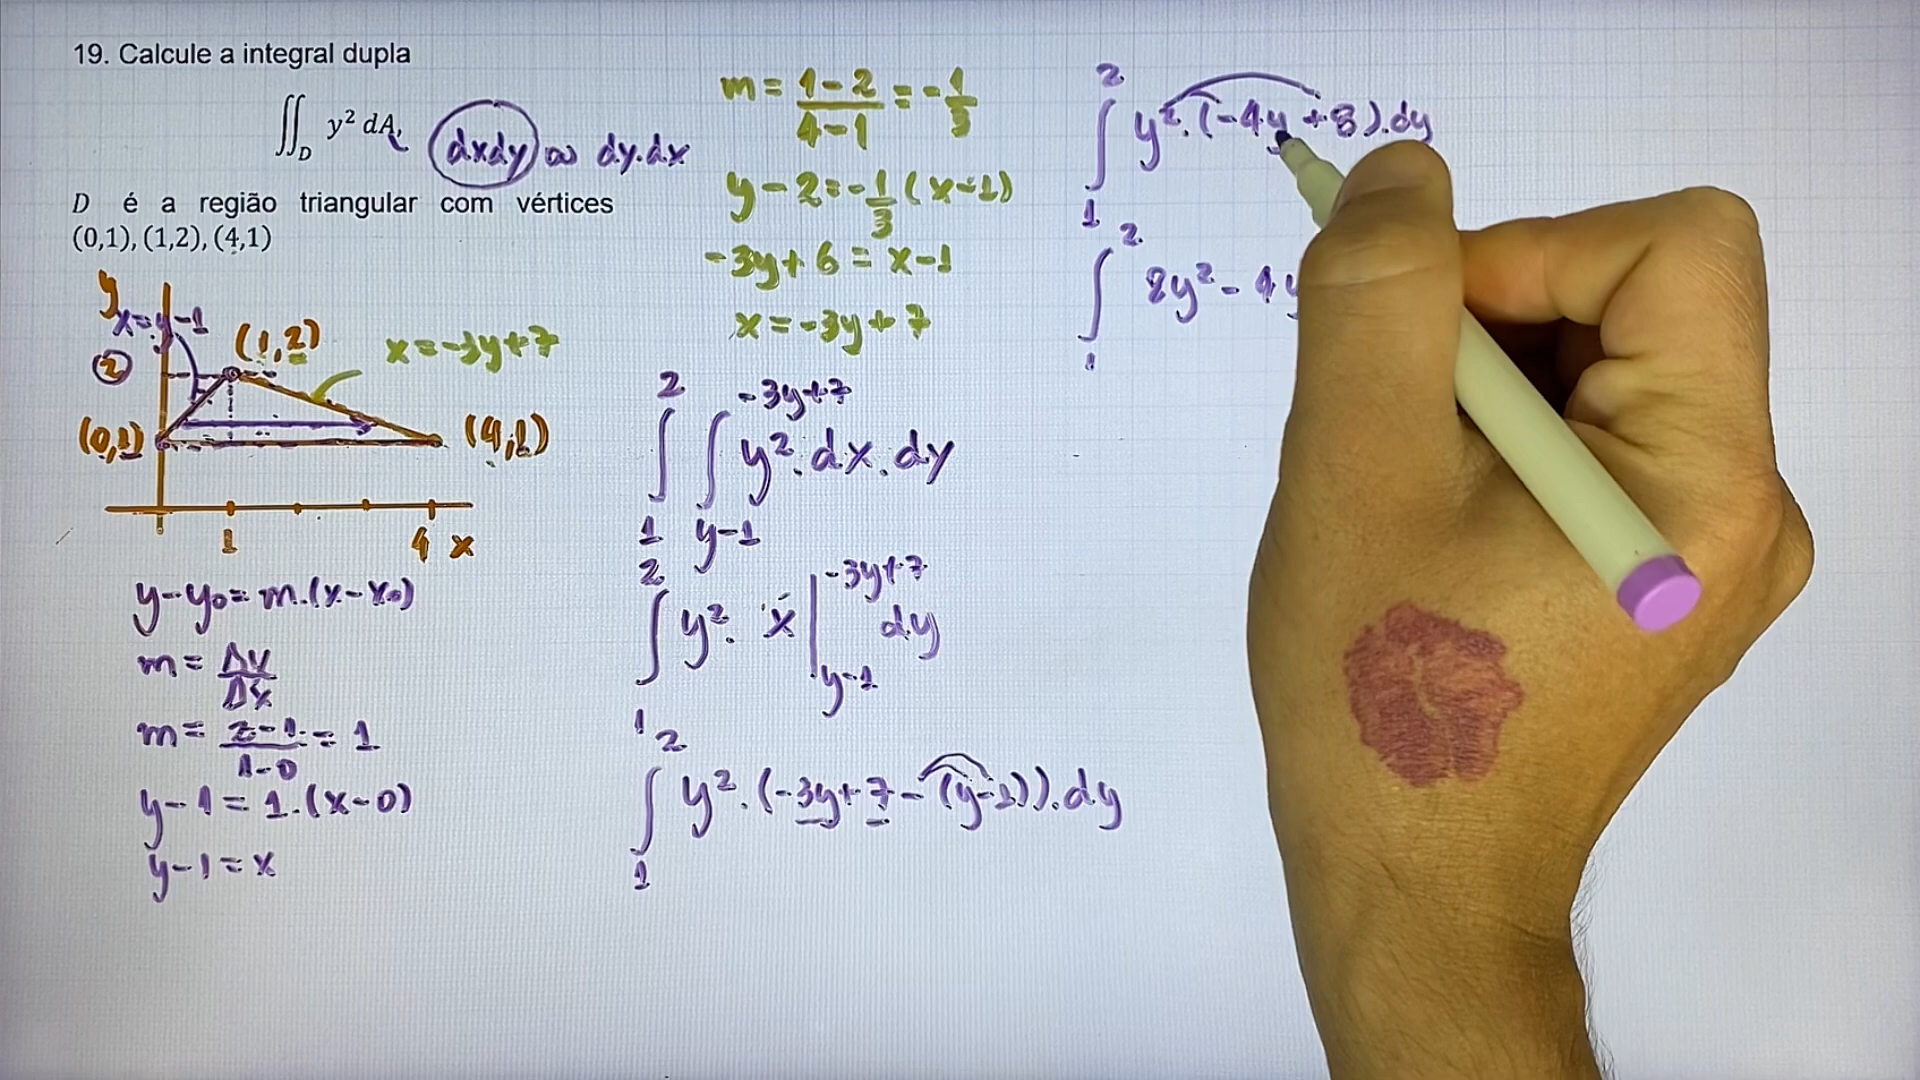 19. Calcule a integral dupla
∬_D y² dA, dxdy ou dy.dx
D é a região triangular com vértices
(0,1), (1,2), (4,1)
y
x=y-1
(1,2)
x=-3y+7
2
(0,1)
(4,1)
1 4 x
y-y₀=m.(x-x₀)
m=Δy/Δx
m=(2-1)/(1-0)=1
y-1=1.(x-0)
y-1=x
m=(1-2)/(4-1)=-1/3
y-2=-1/3(x-1)
-3y+6=x-1
x=-3y+7
∫₁² ∫_{y-1}^{-3y+7} y².dx.dy
∫₁² y². x |_{y-1}^{-3y+7} dy
∫₁² y².(-3y+7-(y-1)).dy
∫₁² y².(-4y+8).dy
∫₁² 8y²-4y